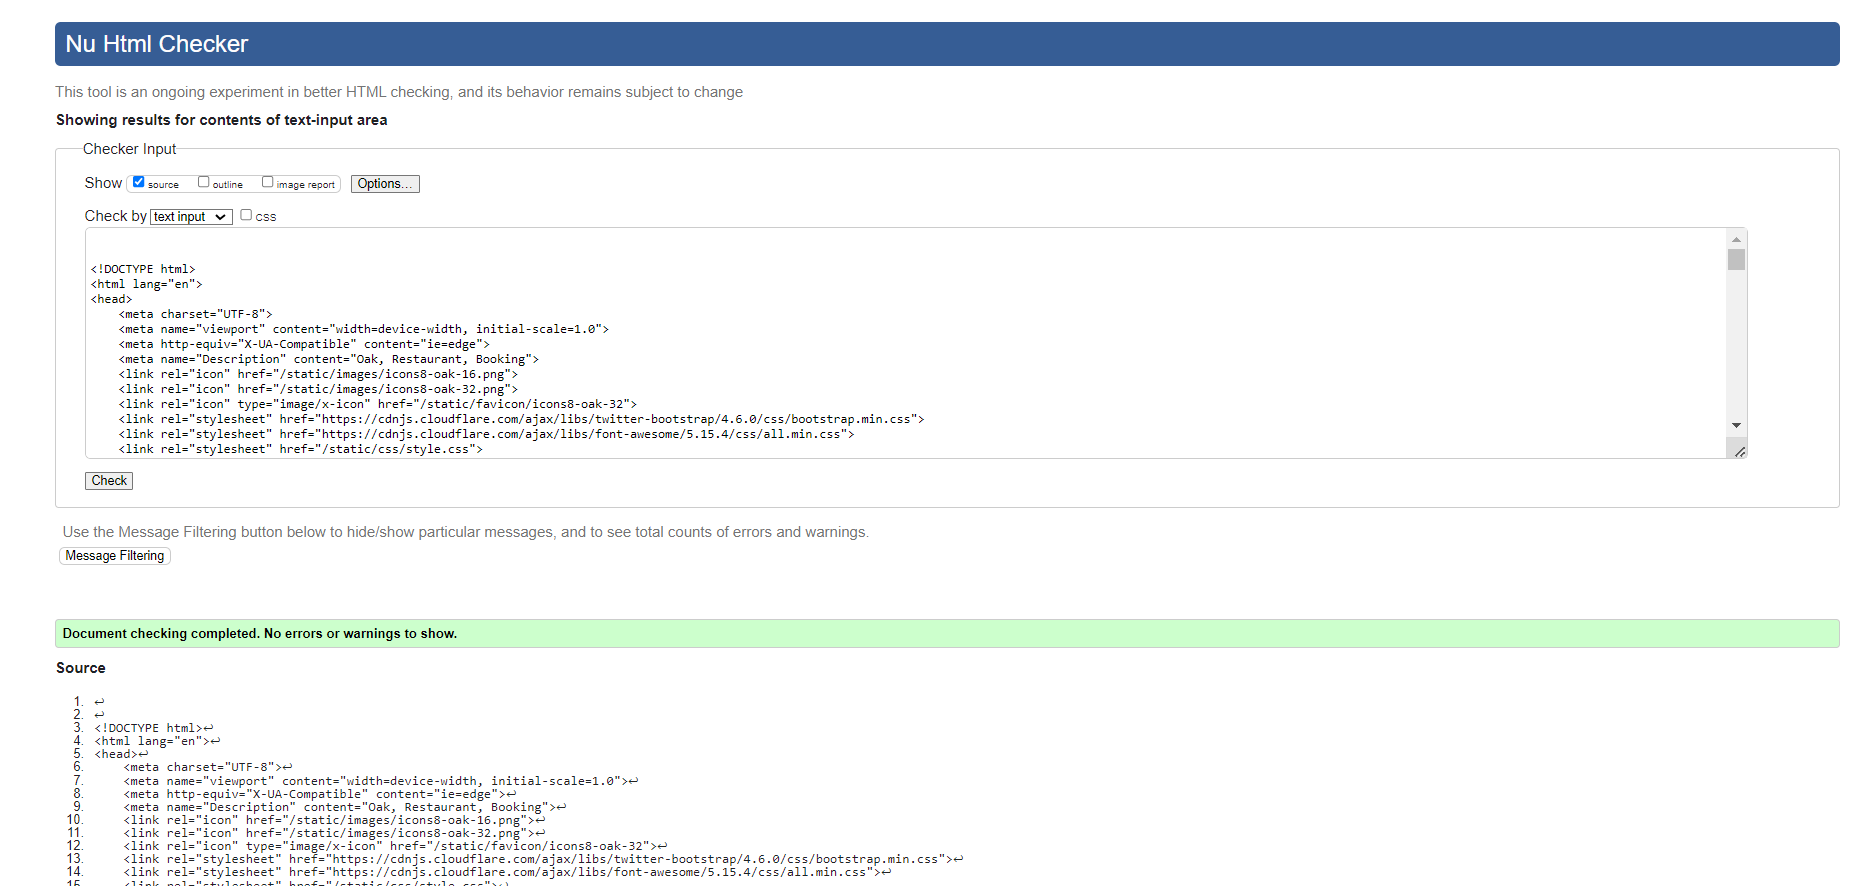 Nu Html Checker
This tool is an ongoing experiment in better HTML checking, and its behavior remains subject to change
Showing results for contents of text-input area
Checker Input
Show source outline image report Options...
Check by text input css
<!DOCTYPE html>
<html lang="en">
<head>
    <meta charset="UTF-8">
    <meta name="viewport" content="width=device-width, initial-scale=1.0">
    <meta http-equiv="X-UA-Compatible" content="ie=edge">
    <meta name="Description" content="Oak, Restaurant, Booking">
    <link rel="icon" href="/static/images/icons8-oak-16.png">
    <link rel="icon" href="/static/images/icons8-oak-32.png">
    <link rel="icon" type="image/x-icon" href="/static/favicon/icons8-oak-32">
    <link rel="stylesheet" href="https://cdnjs.cloudflare.com/ajax/libs/twitter-bootstrap/4.6.0/css/bootstrap.min.css">
    <link rel="stylesheet" href="https://cdnjs.cloudflare.com/ajax/libs/font-awesome/5.15.4/css/all.min.css">
    <link rel="stylesheet" href="/static/css/style.css">
Check
Use the Message Filtering button below to hide/show particular messages, and to see total counts of errors and warnings.
Message Filtering
Document checking completed. No errors or warnings to show.
Source
1. ↩
2. ↩
3. <!DOCTYPE html>↩
4. <html lang="en">↩
5. <head>↩
6.     <meta charset="UTF-8">↩
7.     <meta name="viewport" content="width=device-width, initial-scale=1.0">↩
8.     <meta http-equiv="X-UA-Compatible" content="ie=edge">↩
9.     <meta name="Description" content="Oak, Restaurant, Booking">↩
10.     <link rel="icon" href="/static/images/icons8-oak-16.png">↩
11.     <link rel="icon" href="/static/images/icons8-oak-32.png">↩
12.     <link rel="icon" type="image/x-icon" href="/static/favicon/icons8-oak-32">↩
13.     <link rel="stylesheet" href="https://cdnjs.cloudflare.com/ajax/libs/twitter-bootstrap/4.6.0/css/bootstrap.min.css">↩
14.     <link rel="stylesheet" href="https://cdnjs.cloudflare.com/ajax/libs/font-awesome/5.15.4/css/all.min.css">↩
15.     <link rel="stylesheet" href="/static/css/style.css">↩